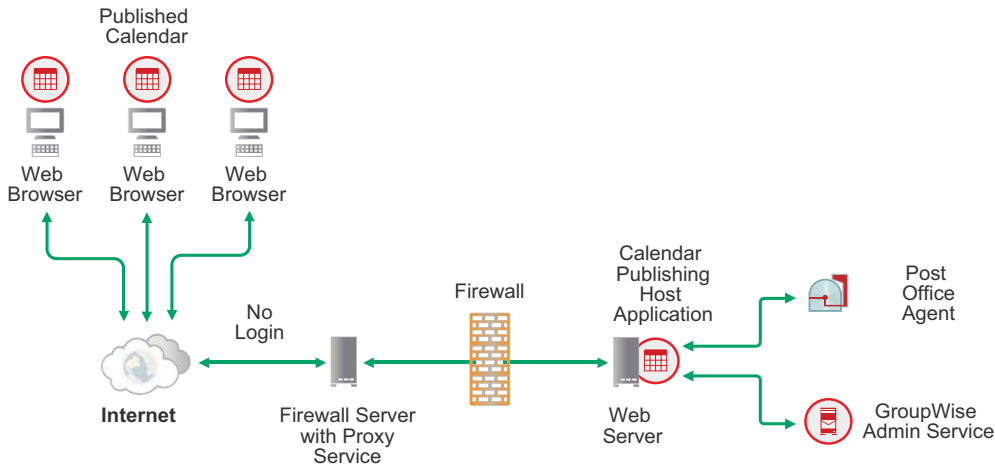 Published
Calendar
Web
Browser
Web
Browser
Web
Browser
No
Login
Firewall
Calendar
Publishing
Host
Application
Post
Office
Agent
Internet
Firewall Server
with Proxy
Service
Web
Server
GroupWise
Admin Service